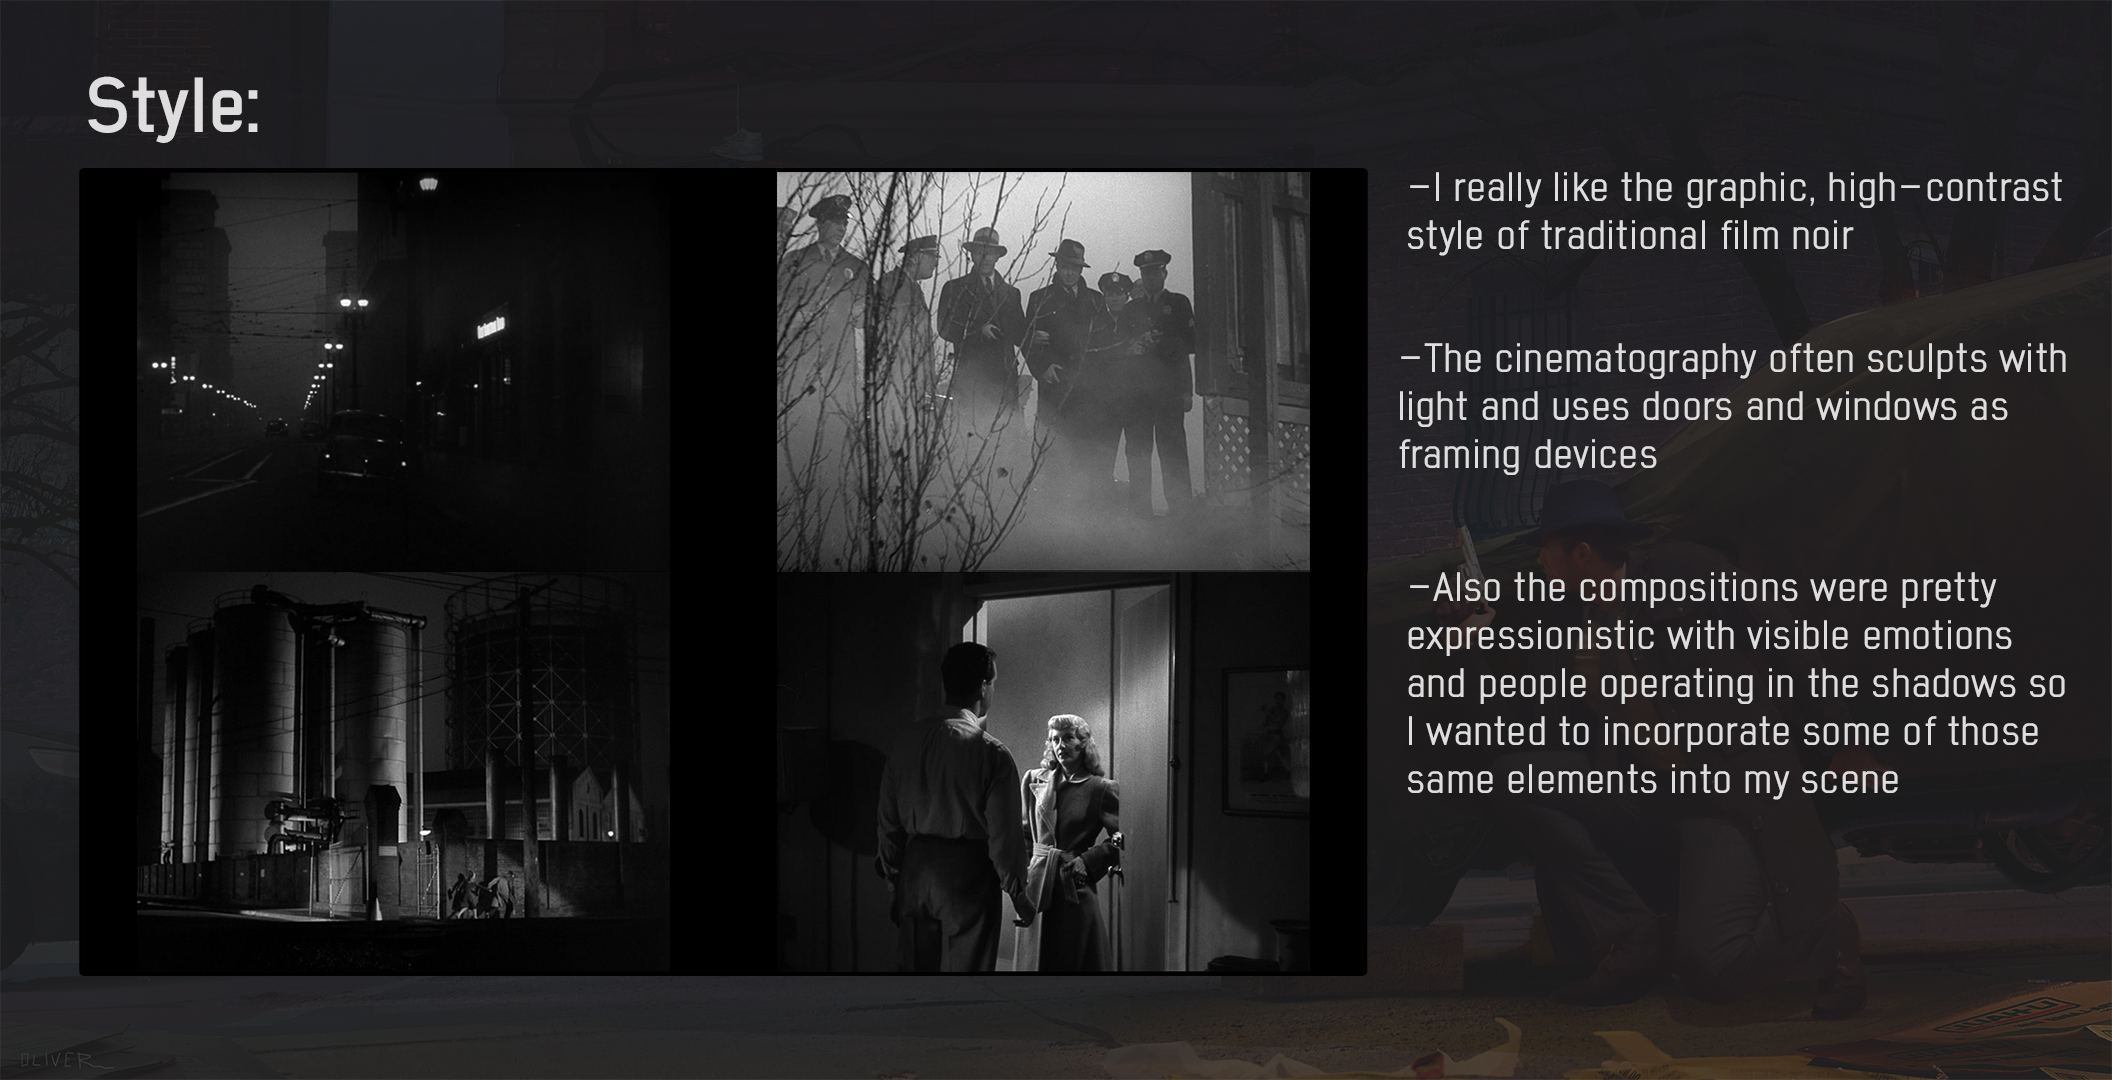 Style:
–I really like the graphic, high–contrast
style of traditional film noir
–The cinematography often sculpts with
light and uses doors and windows as
framing devices
–Also the compositions were pretty
expressionistic with visible emotions
and people operating in the shadows so
I wanted to incorporate some of those
same elements into my scene
OLIVER